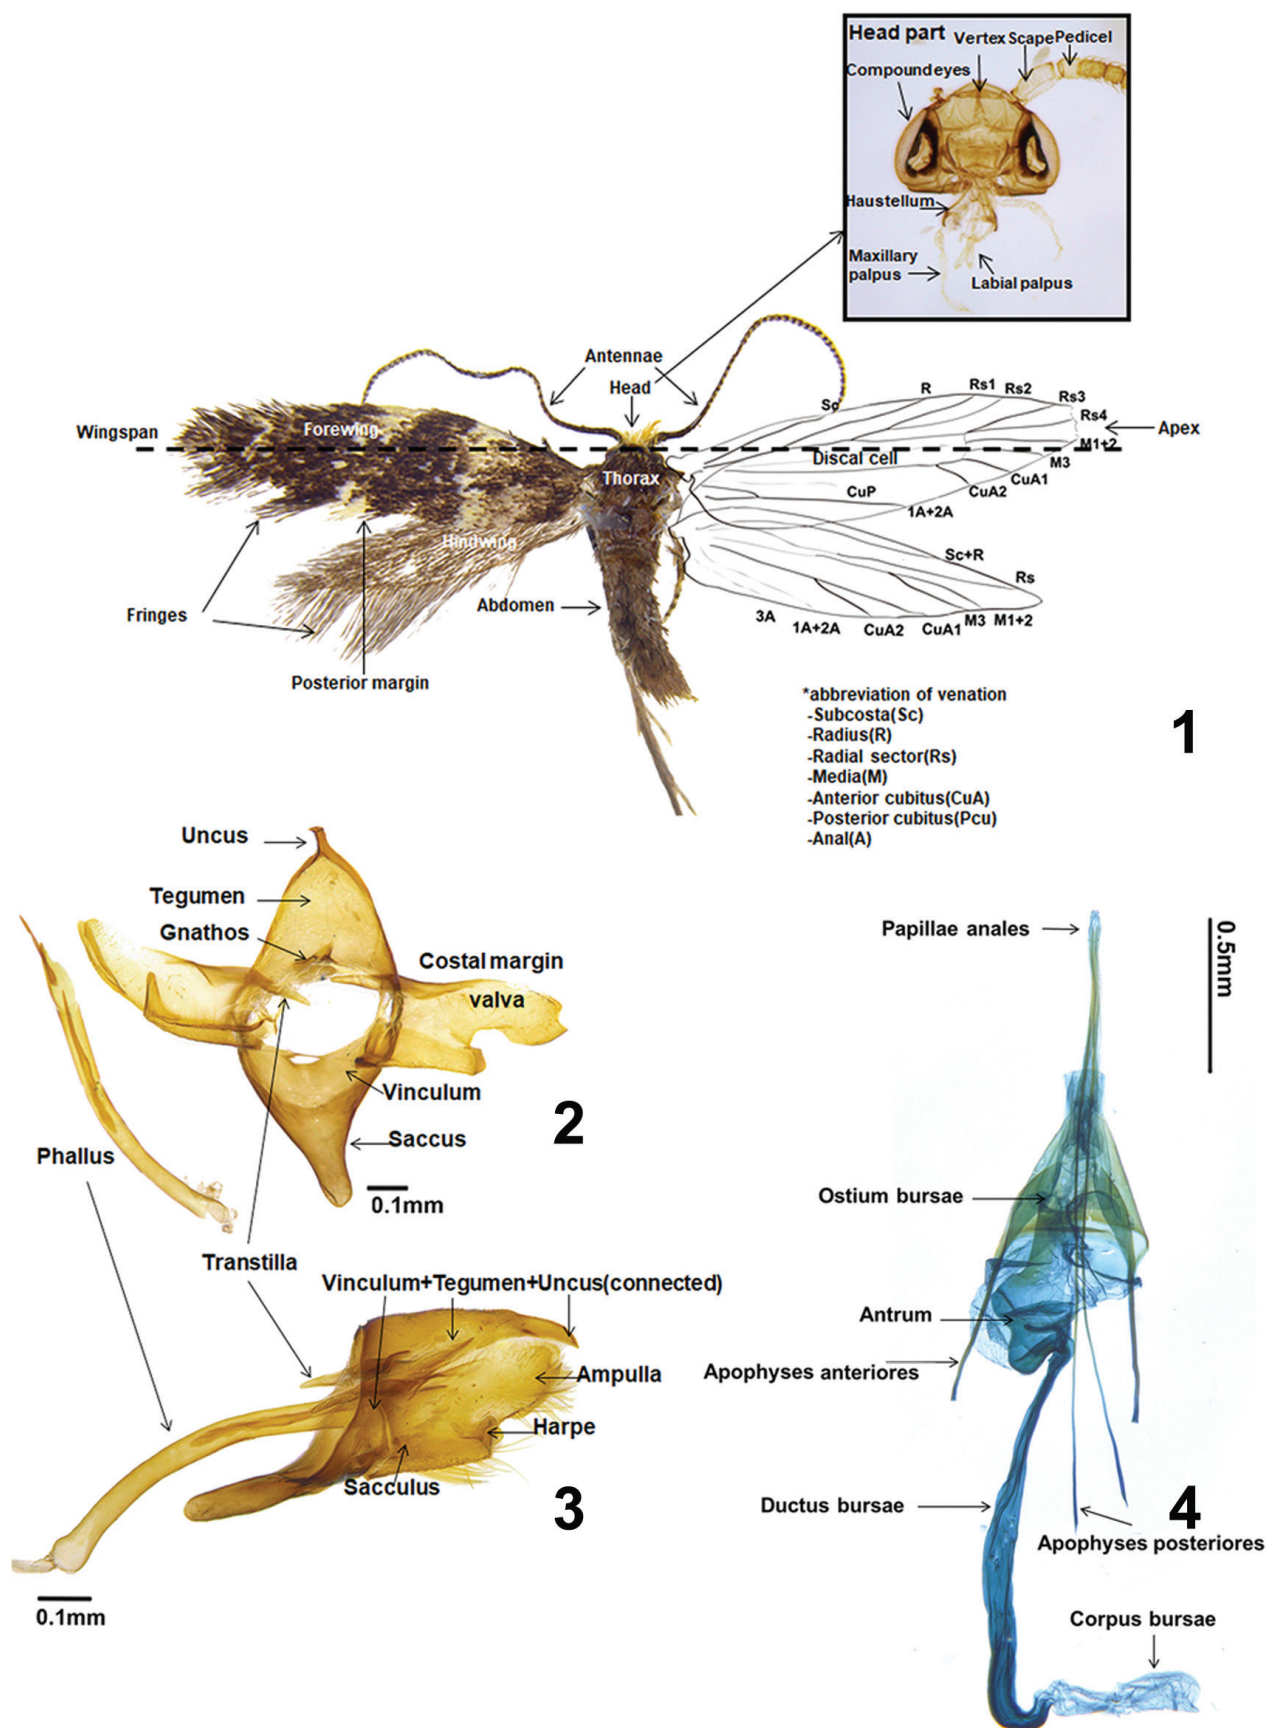 Head part
Vertex Scape Pedicel
Compound eyes
Haustellum
Maxillary
palpus
Labial palpus
Antennae
Head
Wingspan
Forewing
Thorax
Hindwing
Fringes
Posterior margin
Abdomen
Sc
R
Rs1
Rs2
Rs3
Rs4
Apex
M1+2
M3
Discal cell
CuA1
CuA2
CuP
1A+2A
Sc+R
Rs
3A
1A+2A
CuA2
CuA1
M3
M1+2
*abbreviation of venation
-Subcosta(Sc)
-Radius(R)
-Radial sector(Rs)
-Media(M)
-Anterior cubitus(CuA)
-Posterior cubitus(Pcu)
-Anal(A)
1
Uncus
Tegumen
Gnathos
Costal margin
valva
Vinculum
Saccus
Phallus
2
0.1mm
Transtilla
Vinculum+Tegumen+Uncus(connected)
Ampulla
Harpe
Sacculus
3
0.1mm
Papillae anales
0.5mm
Ostium bursae
Antrum
Apophyses anteriores
Ductus bursae
4
Apophyses posteriores
Corpus bursae